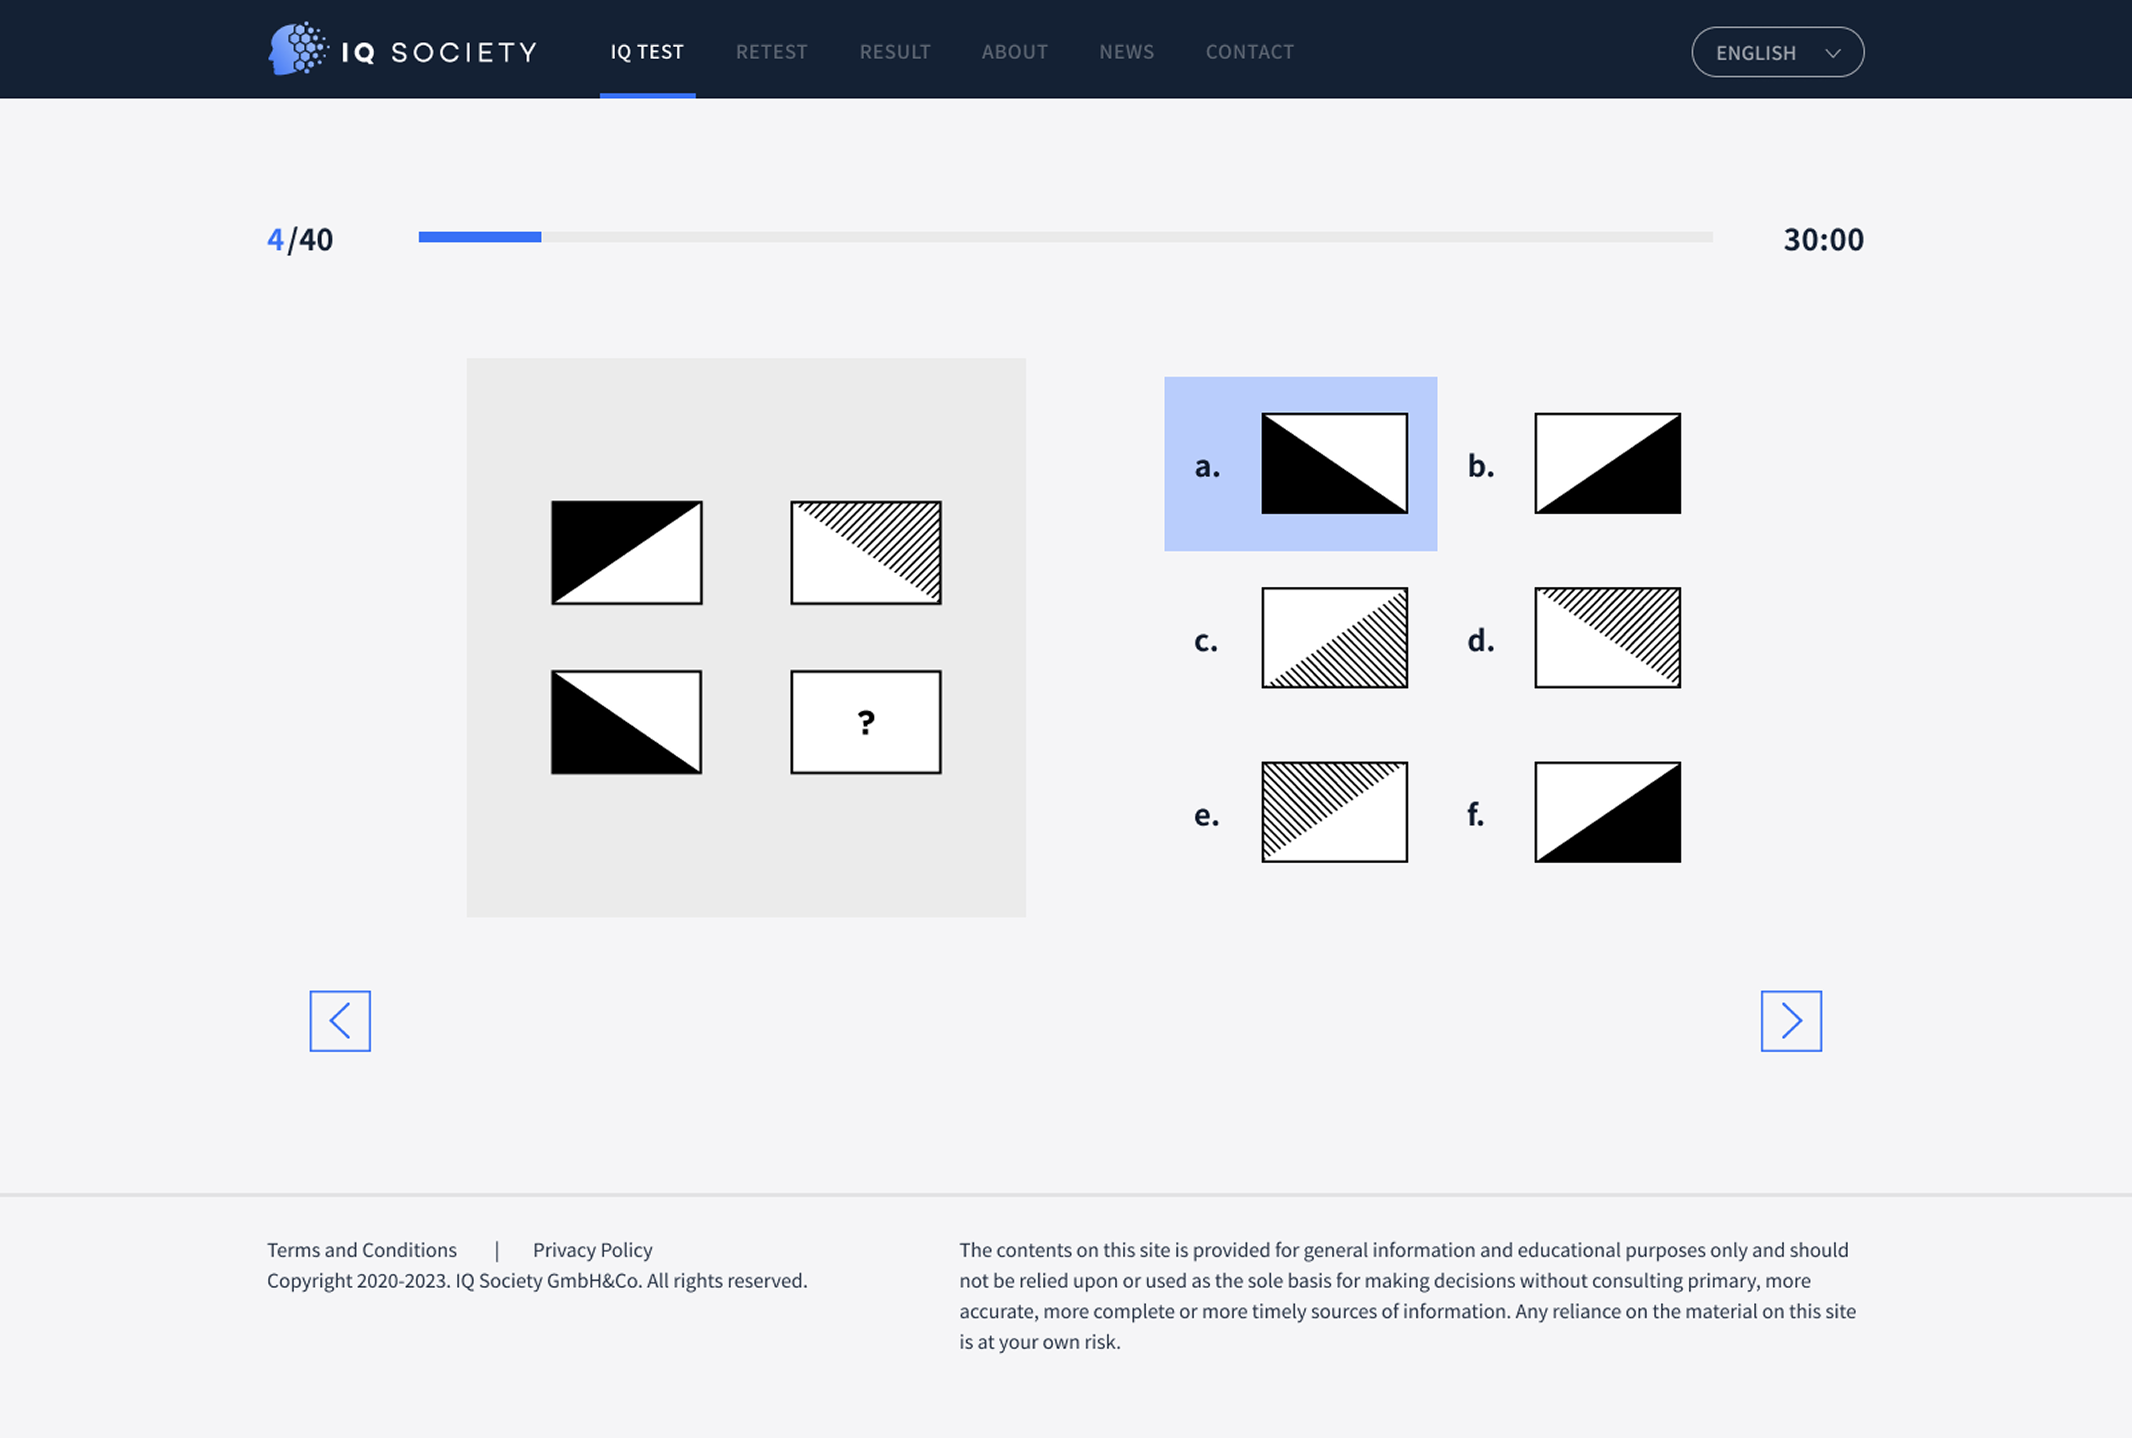 IQ SOCIETY
IQ TEST
RETEST
RESULT
ABOUT
NEWS
CONTACT
ENGLISH
4/40
30:00
a.
b.
c.
d.
?
e.
f.
Terms and Conditions | Privacy Policy
Copyright 2020-2023. IQ Society GmbH&Co. All rights reserved.
The contents on this site is provided for general information and educational purposes only and should
not be relied upon or used as the sole basis for making decisions without consulting primary, more
accurate, more complete or more timely sources of information. Any reliance on the material on this site
is at your own risk.